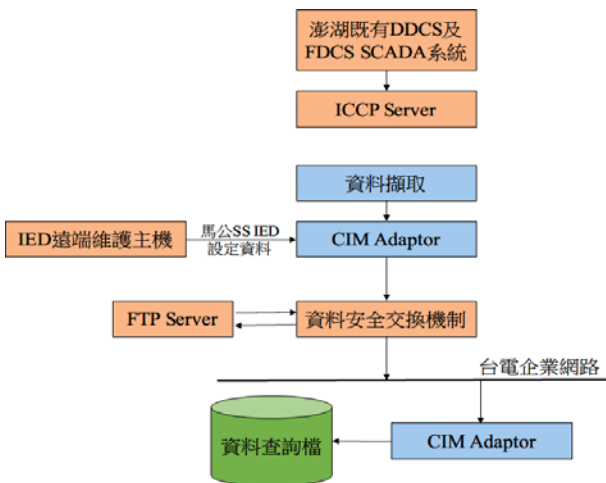 澎湖既有DDCS及
FDCS SCADA系統
ICCP Server
資料擷取
IED遠端維護主機
馬公SS IED
設定資料
CIM Adaptor
FTP Server
資料安全交換機制
台電企業網路
資料查詢檔
CIM Adaptor